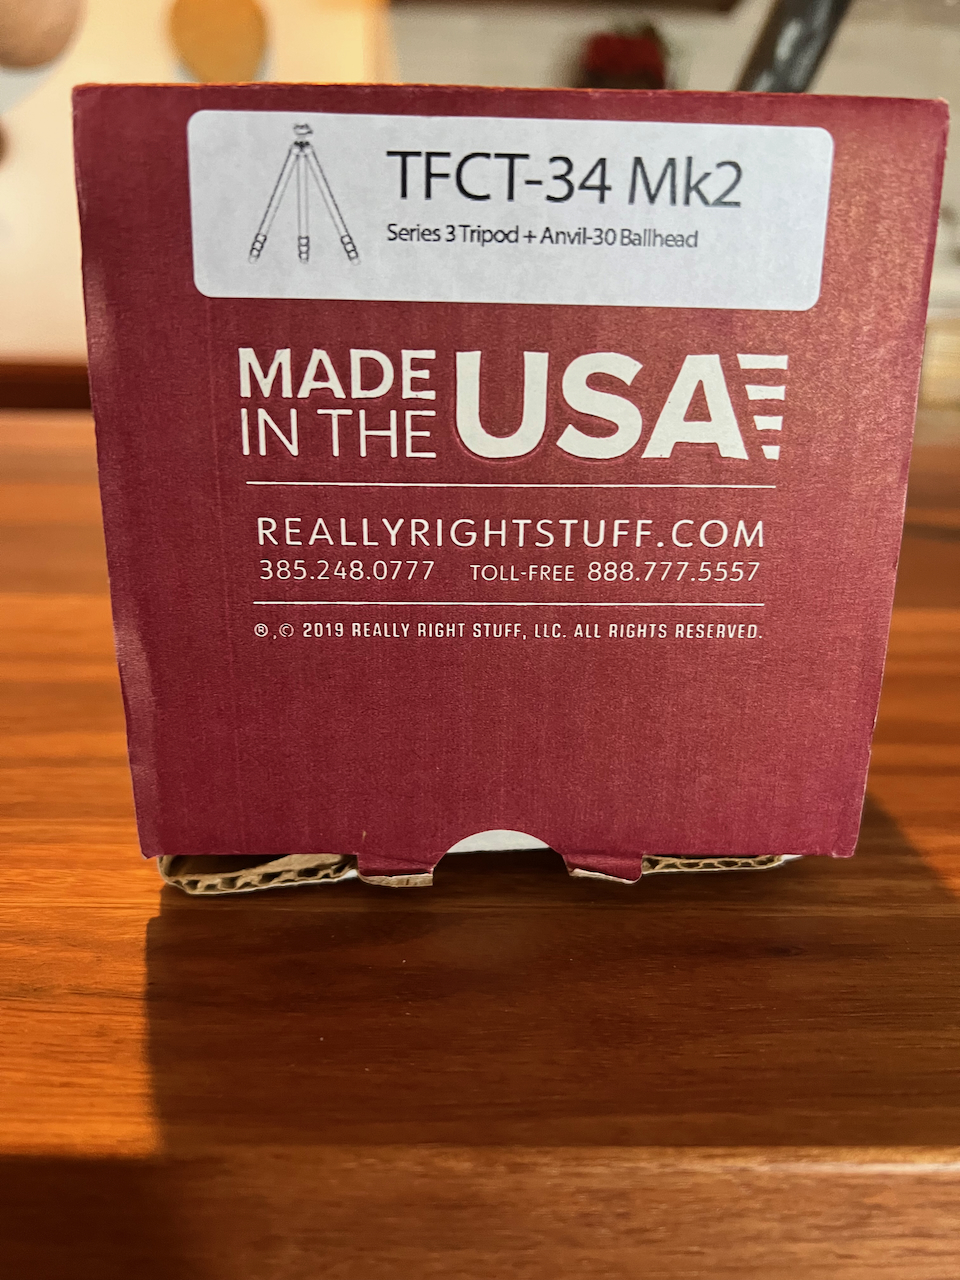 TFCT-34 Mk2
Series 3 Tripod + Anvil-30 Ballhead
MADE
IN THE
USA
REALLYRIGHTSTUFF.COM
385.248.0777 TOLL-FREE 888.777.5557
®,© 2019 REALLY RIGHT STUFF, LLC. ALL RIGHTS RESERVED.